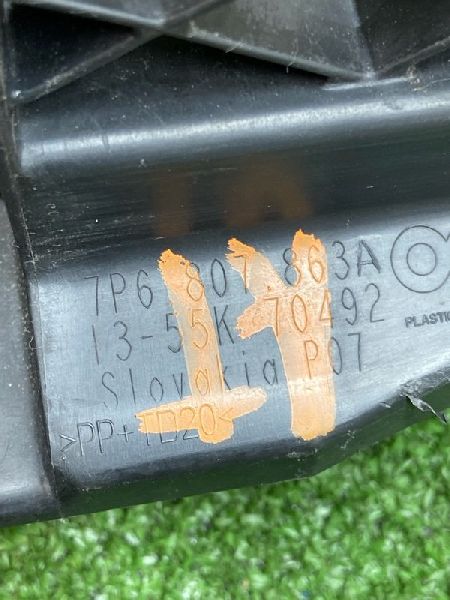 7P6 807 863A
13-55K 70492
Slovakia P07
>PP+TD20<
PLASTIC